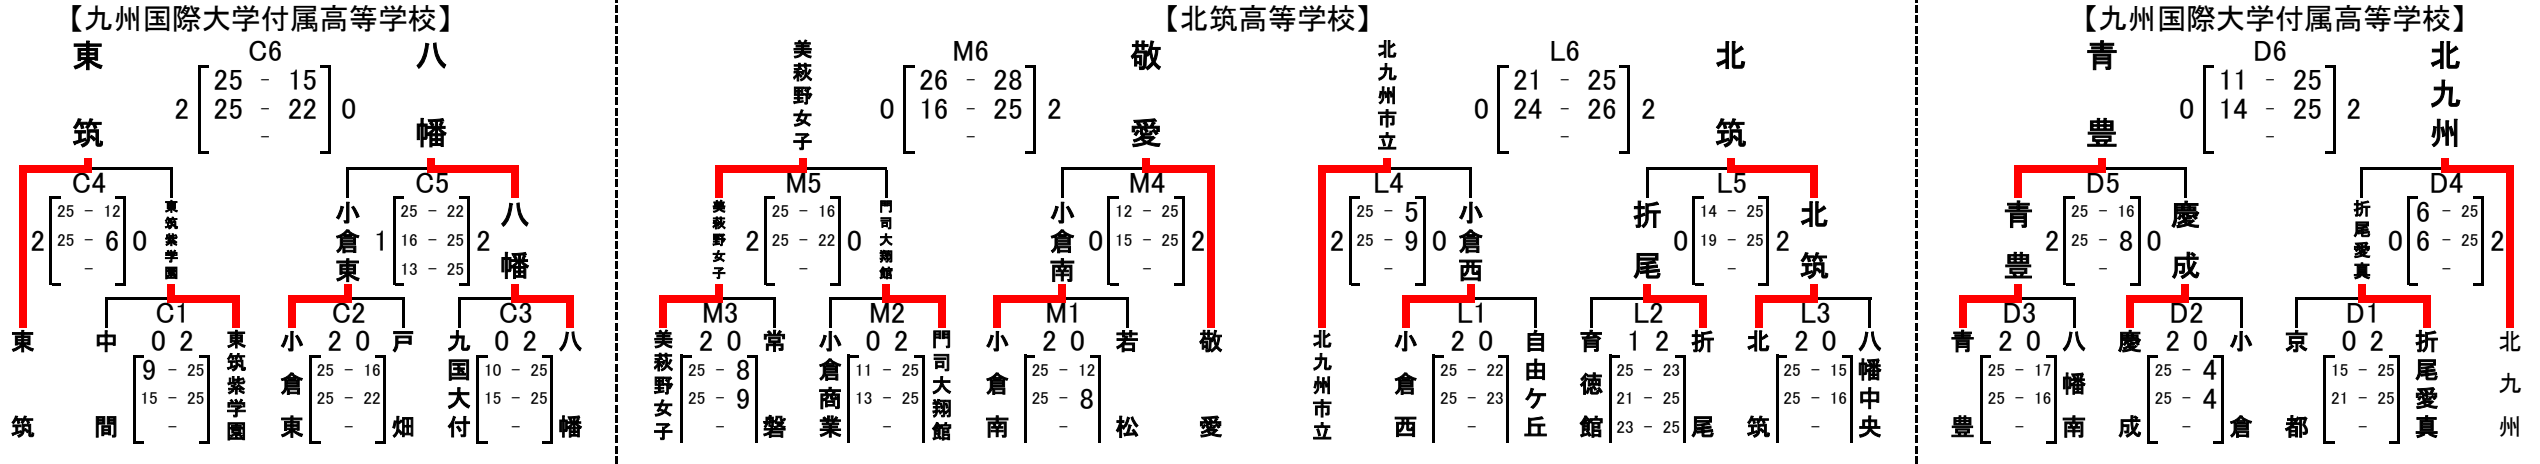 【九州国際大学付属高等学校】
【北筑高等学校】
【九州国際大学付属高等学校】
東筑
C6
八幡
2
25 - 15
25 - 22
-
0
美萩野女子
M6
敬愛
0
26 - 28
16 - 25
-
2
北九州市立
L6
北筑
0
21 - 25
24 - 26
-
2
青豊
D6
北九州
0
11 - 25
14 - 25
-
2
C4
2
25 - 12
25 - 6
-
0
東筑紫学園
小倉東
C5
1
25 - 22
16 - 25
13 - 25
2
八幡
美萩野女子
M5
2
25 - 16
25 - 22
-
0
門司大翔館
小倉南
M4
0
12 - 25
15 - 25
-
2
L4
2
25 - 5
25 - 9
-
0
小倉西
折尾
L5
0
14 - 25
19 - 25
-
2
北筑
青豊
D5
2
25 - 16
25 - 8
-
0
慶成
折尾愛真
D4
0
6 - 25
6 - 25
-
2
東筑
中間
C1
0 2
9 - 25
15 - 25
-
東筑紫学園
小倉東
C2
2 0
25 - 16
25 - 22
-
戸畑
九国大付
C3
0 2
10 - 25
15 - 25
-
八幡
美萩野女子
M3
2 0
25 - 8
25 - 9
-
常磐
小倉商業
M2
0 2
11 - 25
13 - 25
-
門司大翔館
小倉南
M1
2 0
25 - 12
25 - 8
-
若松
敬愛
北九州市立
小倉西
L1
2 0
25 - 22
25 - 23
-
自由ケ丘
育徳館
L2
1 2
25 - 23
21 - 25
23 - 25
折尾
北筑
L3
2 0
25 - 15
25 - 16
-
八幡中央
青豊
D3
2 0
25 - 17
25 - 16
-
八幡南
慶成
D2
2 0
25 - 4
25 - 4
-
小倉
京都
D1
0 2
15 - 25
21 - 25
-
折尾愛真
北九州